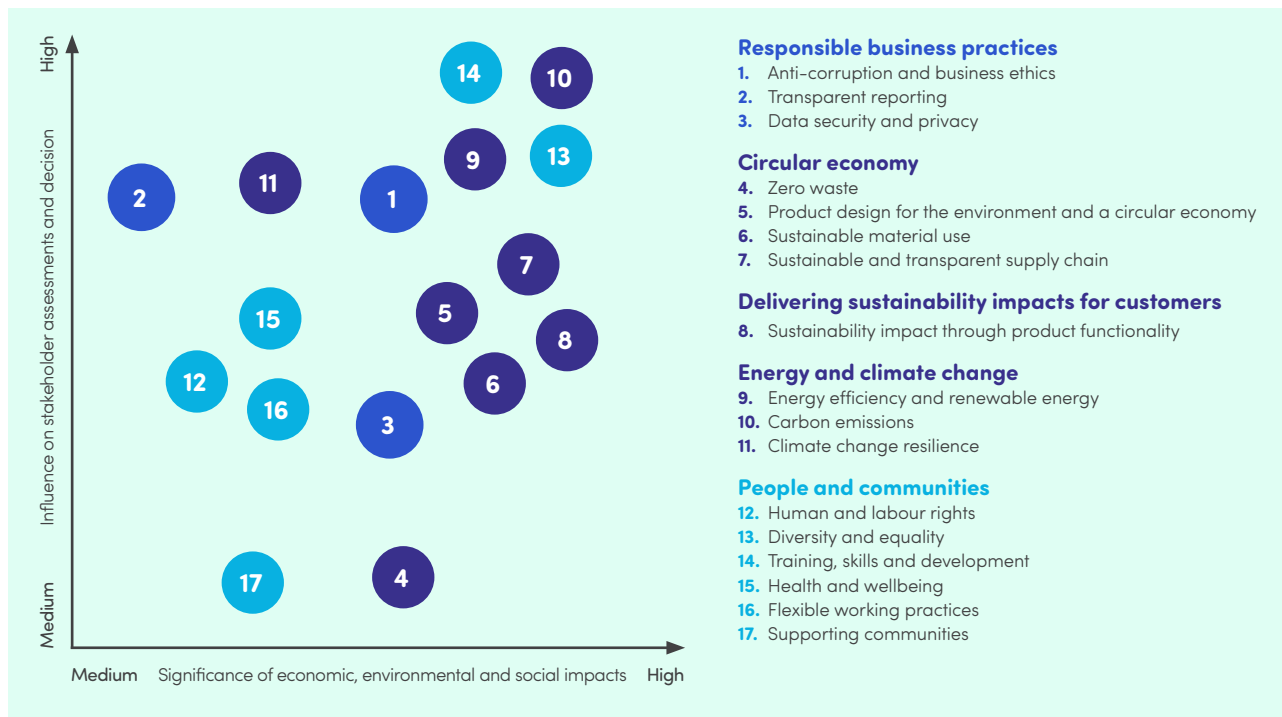 High
Influence on stakeholder assessments and decision
Medium
14
10
9
13
11
2
1
7
5
15
8
12
6
16
3
4
17
Medium Significance of economic, environmental and social impacts High
Responsible business practices
1. Anti-corruption and business ethics
2. Transparent reporting
3. Data security and privacy
Circular economy
4. Zero waste
5. Product design for the environment and a circular economy
6. Sustainable material use
7. Sustainable and transparent supply chain
Delivering sustainability impacts for customers
8. Sustainability impact through product functionality
Energy and climate change
9. Energy efficiency and renewable energy
10. Carbon emissions
11. Climate change resilience
People and communities
12. Human and labour rights
13. Diversity and equality
14. Training, skills and development
15. Health and wellbeing
16. Flexible working practices
17. Supporting communities